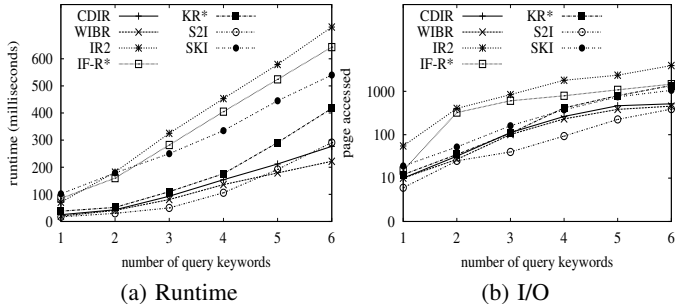 CDIR
WIBR
IR2
IF-R*
KR*
S2I
SKI
runtime (milliseconds)
600
500
400
300
200
100
0
1 2 3 4 5 6
number of query keywords
(a) Runtime
CDIR
WIBR
IR2
IF-R*
KR*
S2I
SKI
page accessed
1000
100
10
0
1 2 3 4 5 6
number of query keywords
(b) I/O